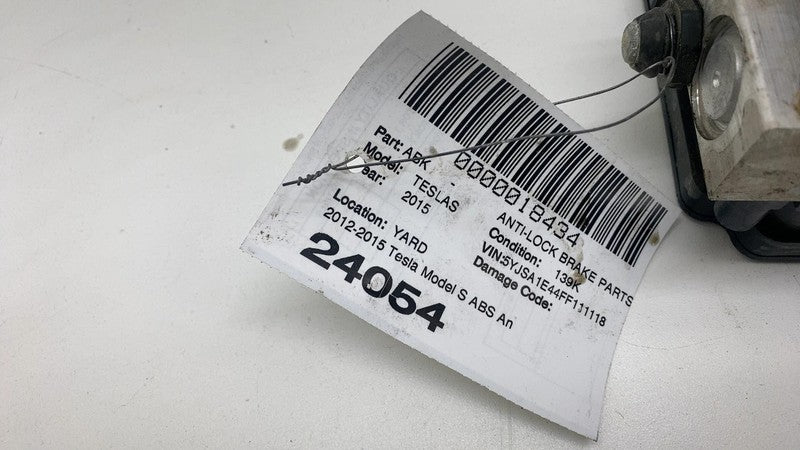 0000018434
Part: ABK - ANTI-LOCK BRAKE PARTS
Model: TESLAS Condition: 139K
ear: 2015 VIN:5YJSA1E44FF111118
Damage Code:
Location: YARD
2012-2015 Tesla Model S ABS An
24054